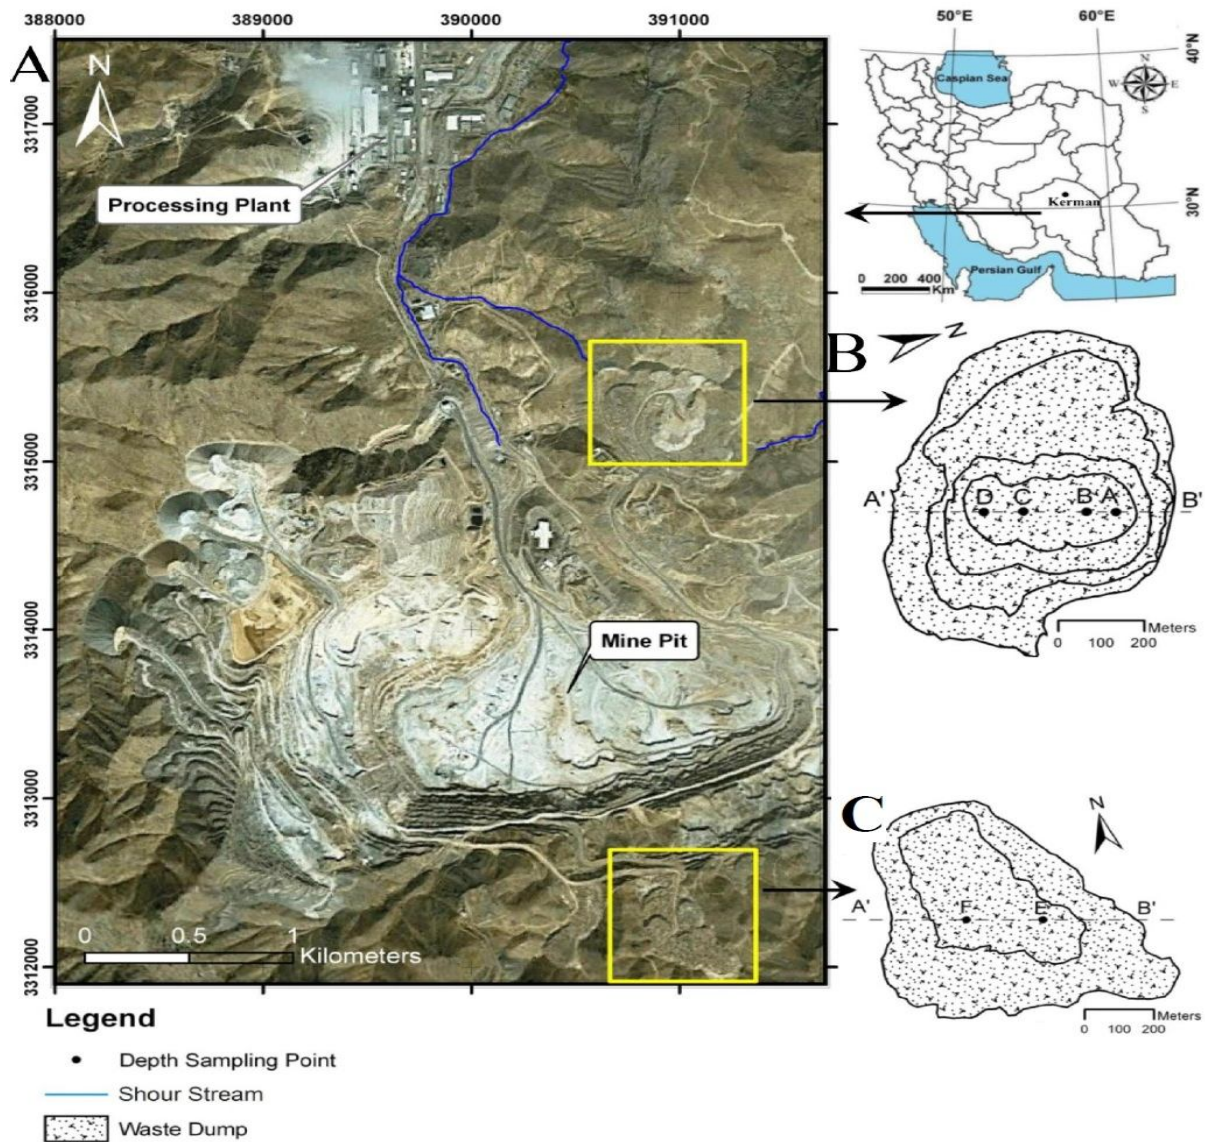 388000
389000
390000
391000
A
N
3317000
3316000
3315000
3314000
3313000
3312000
Processing Plant
Mine Pit
0 0.5 1
Kilometers
50°E
60°E
40°N
30°N
Caspian Sea
N
W E
S
Kerman
Persian Gulf
0 200 400
Km
B
N
A' D C B A B'
0 100 200 Meters
C
N
A' F E B'
Meters
0 100 200
Legend
Depth Sampling Point
Shour Stream
Waste Dump